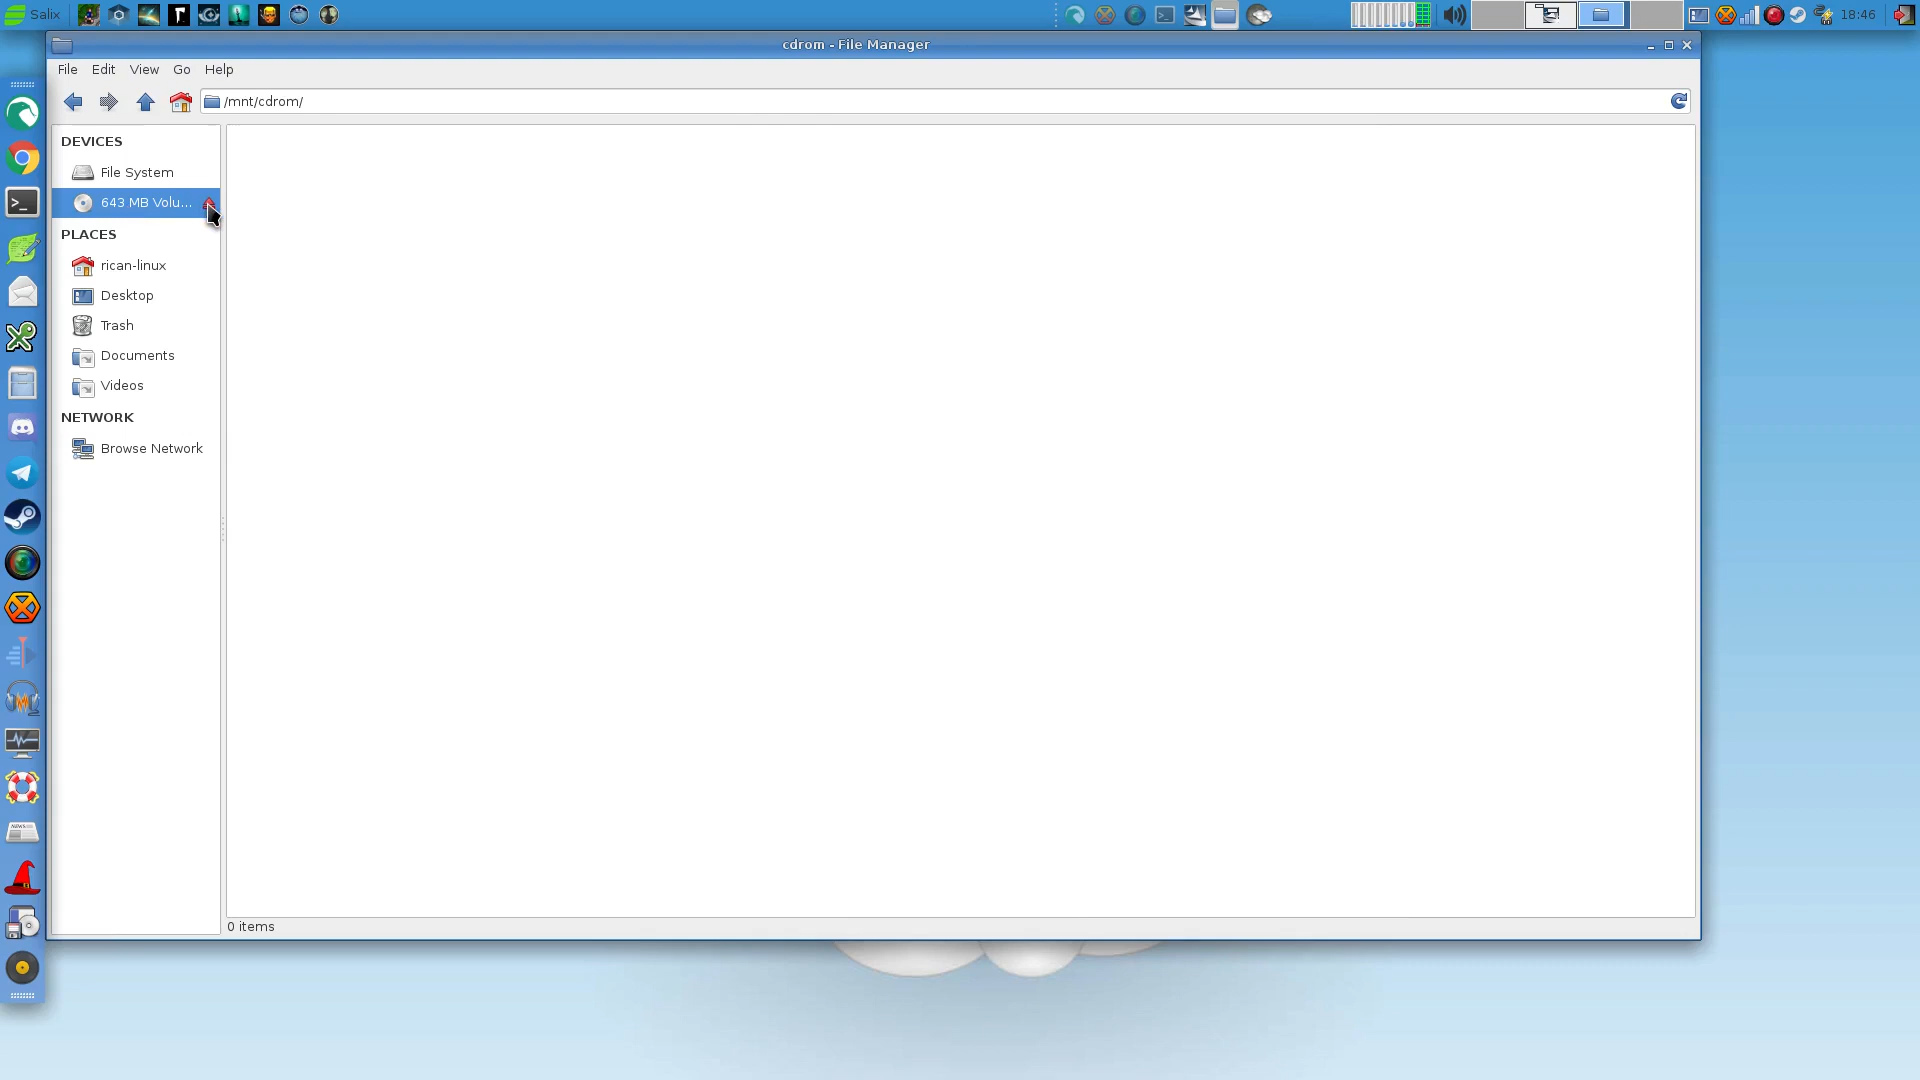 Salix
18:46
cdrom - File Manager
File Edit View Go Help
/mnt/cdrom/
DEVICES
File System
643 MB Volu...
PLACES
rican-linux
Desktop
Trash
Documents
Videos
NETWORK
Browse Network
0 items